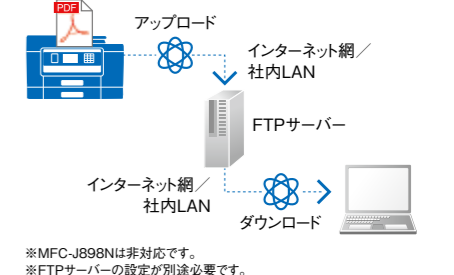 PDF
アップロード
インターネット網／
社内LAN
FTPサーバー
インターネット網／
社内LAN
ダウンロード
※MFC-J898Nは非対応です。
※FTPサーバーの設定が別途必要です。